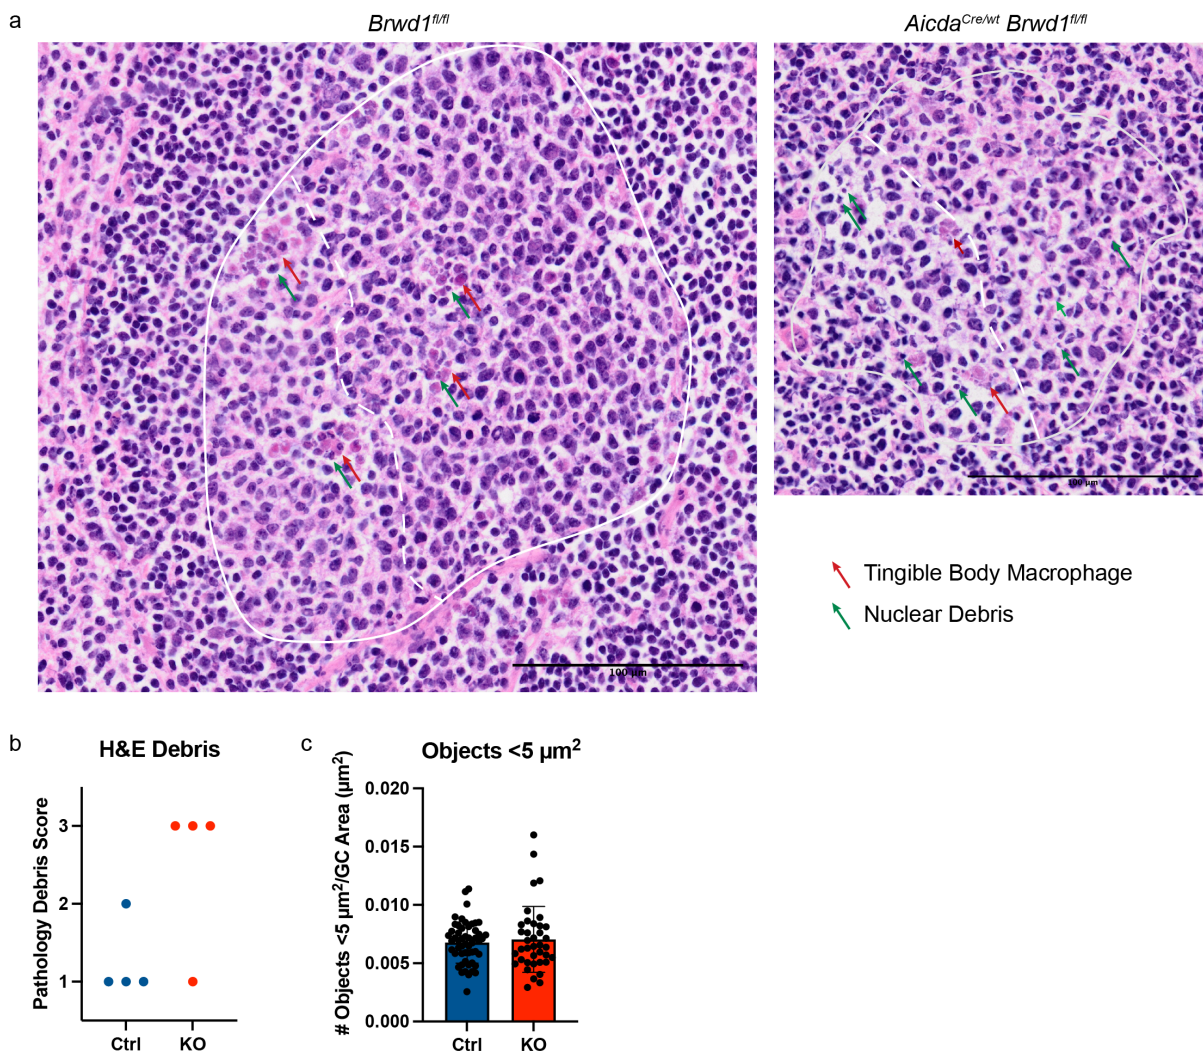 a
Brwd1fl/fl
AicdaCre/wt Brwd1fl/fl
100 µm
100 µm
Tingible Body Macrophage
Nuclear Debris
b
H&E Debris
Pathology Debris Score
3
2
1
Ctrl
KO
c
Objects <5 µm2
# Objects <5 µm2/GC Area (µm2)
0.020
0.015
0.010
0.005
0.000
Ctrl
KO